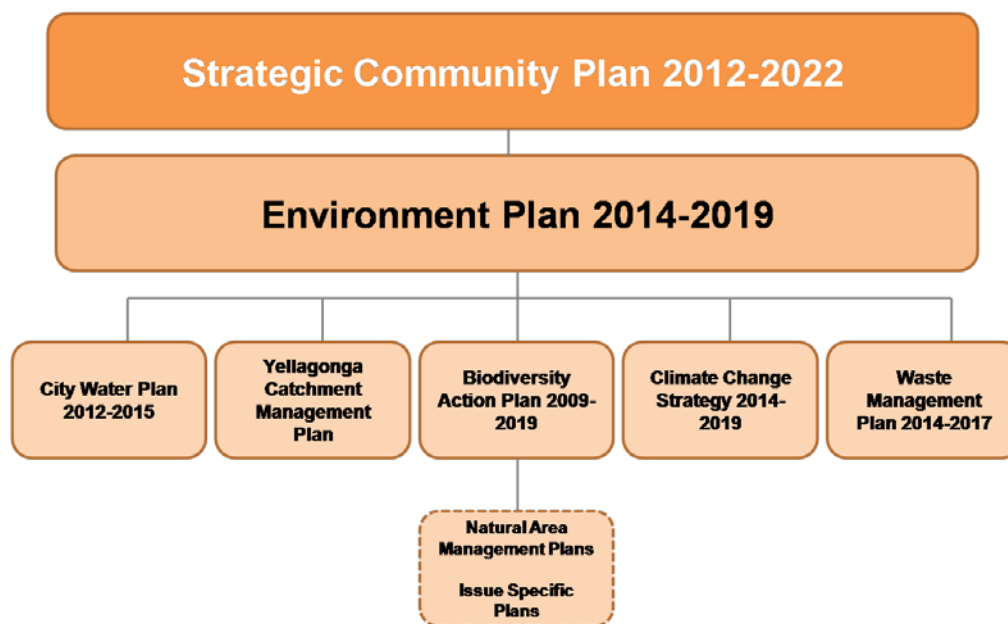 Strategic Community Plan 2012-2022
Environment Plan 2014-2019
City Water Plan
2012-2015
Yellagonga
Catchment
Management
Plan
Biodiversity
Action Plan 2009-
2019
Climate Change
Strategy 2014-
2019
Waste
Management
Plan 2014-2017
Natural Area
Management Plans
Issue Specific
Plans